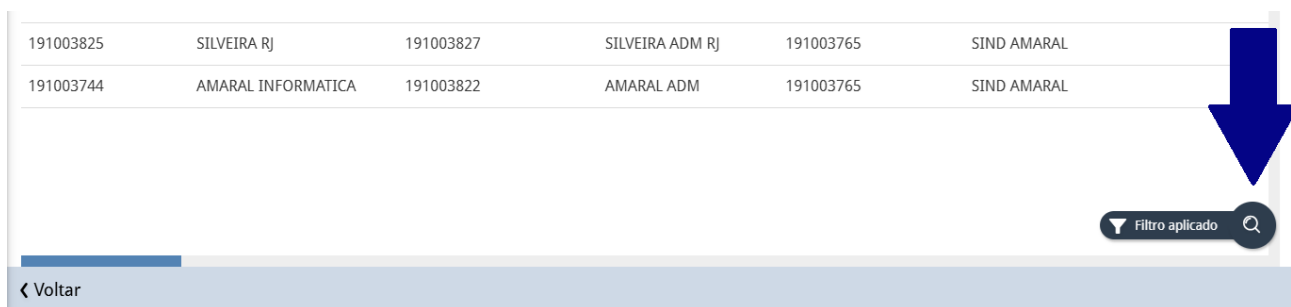 191003825 SILVEIRA RJ 191003827 SILVEIRA ADM RJ 191003765 SIND AMARAL
191003744 AMARAL INFORMATICA 191003822 AMARAL ADM 191003765 SIND AMARAL
Filtro aplicado
Voltar